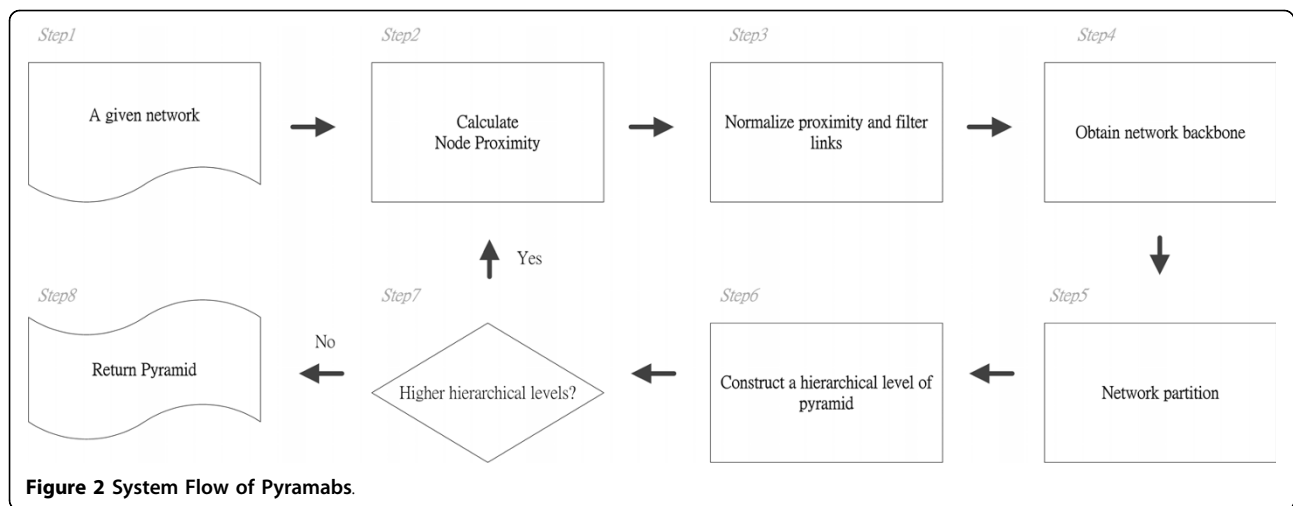 Step1
A given network
Step2
Calculate
Node Proximity
Step3
Normalize proximity and filter
links
Step4
Obtain network backbone
Yes
Step8
Return Pyramid
No
Step7
Higher hierarchical levels?
Step6
Construct a hierarchical level of
pyramid
Step5
Network partition
Figure 2 System Flow of Pyramabs.